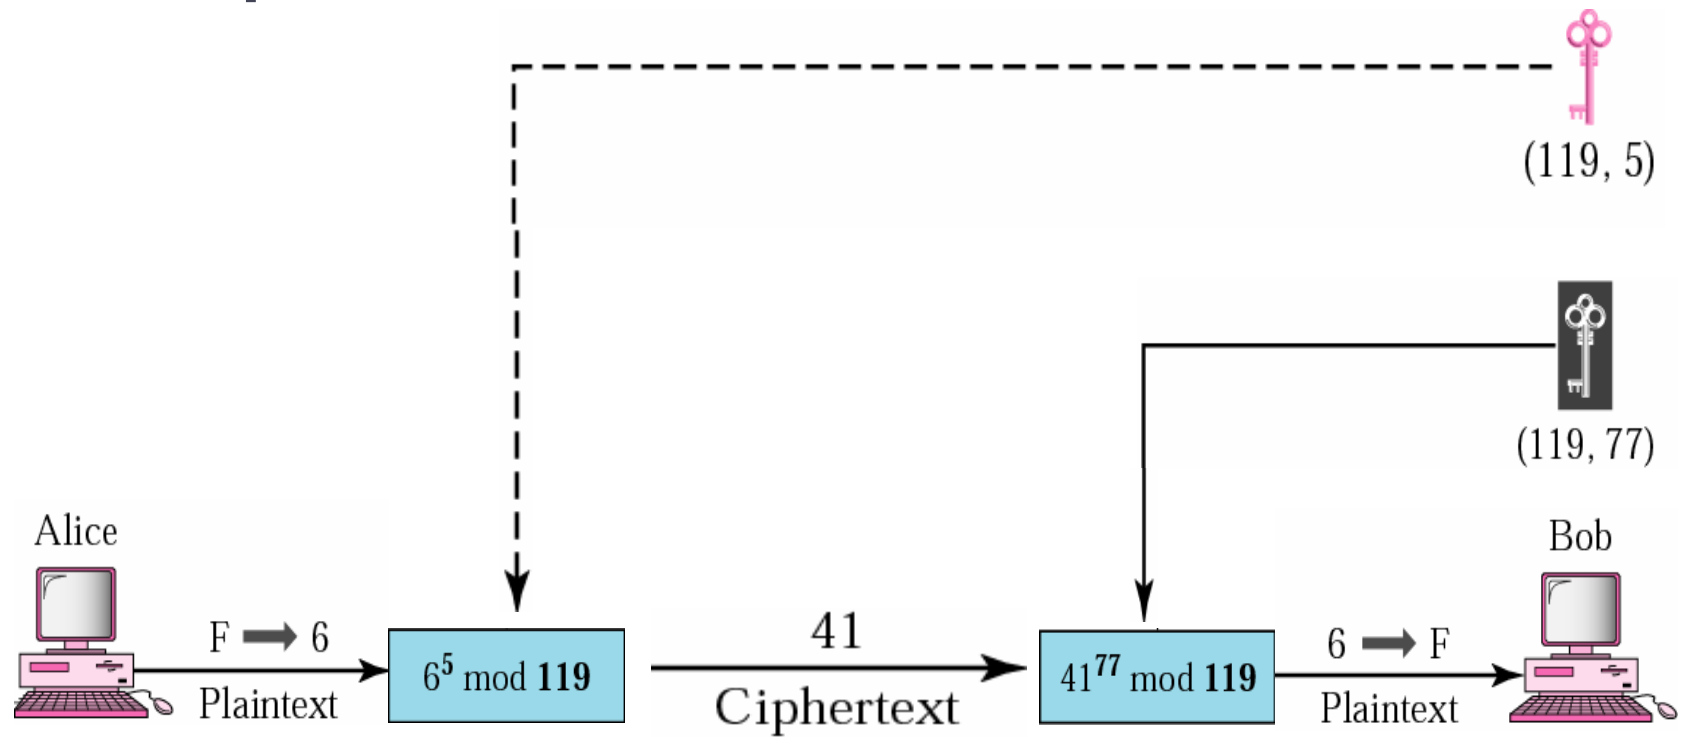 (119, 5)
(119, 77)
Alice
Bob
F 6
Plaintext
6⁵ mod 119
41
Ciphertext
41⁷⁷ mod 119
6 F
Plaintext